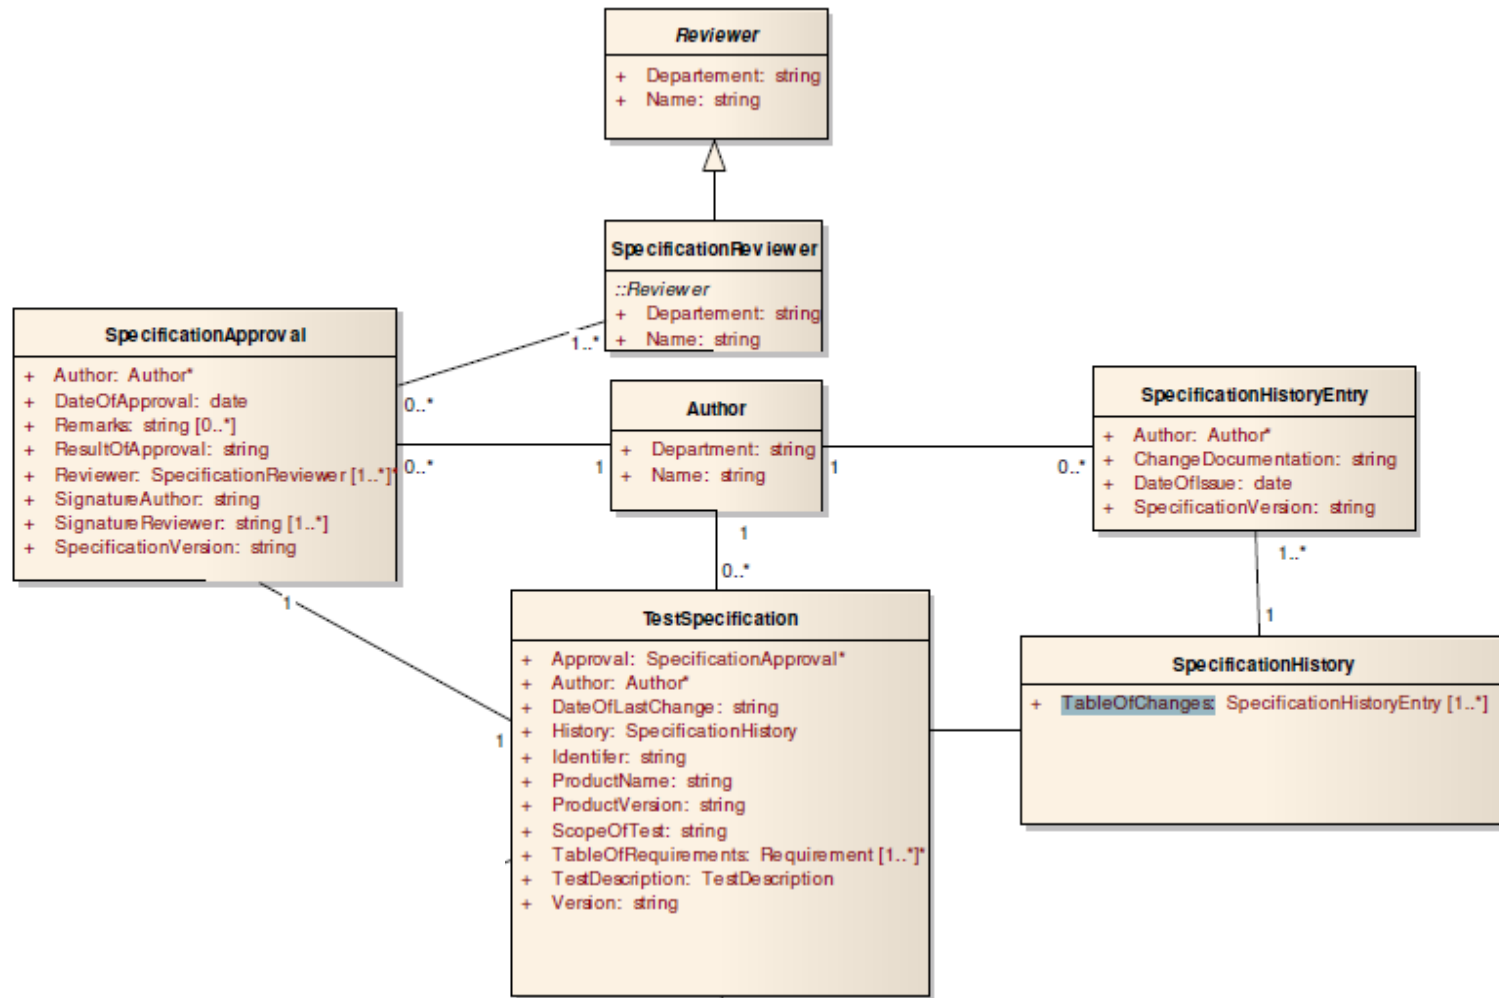 Reviewer
+ Departement: string
+ Name: string
SpecificationReviewer
::Reviewer
+ Departement: string
+ Name: string
1..*
SpecificationApproval
+ Author: Author*
+ DateOfApproval: date
+ Remarks: string [0..*]
+ ResultOfApproval: string
+ Reviewer: SpecificationReviewer [1..*]*
+ SignatureAuthor: string
+ SignatureReviewer: string [1..*]
+ SpecificationVersion: string
0..*
0..*
1
Author
+ Department: string
+ Name: string
1
0..*
1
0..*
SpecificationHistoryEntry
+ Author: Author*
+ ChangeDocumentation: string
+ DateOfIssue: date
+ SpecificationVersion: string
1..*
1
1
1
TestSpecification
+ Approval: SpecificationApproval*
+ Author: Author*
+ DateOfLastChange: string
+ History: SpecificationHistory
+ Identifer: string
+ ProductName: string
+ ProductVersion: string
+ ScopeOfTest: string
+ TableOfRequirements: Requirement [1..*]*
+ TestDescription: TestDescription
+ Version: string
SpecificationHistory
+ TableOfChanges: SpecificationHistoryEntry [1..*]